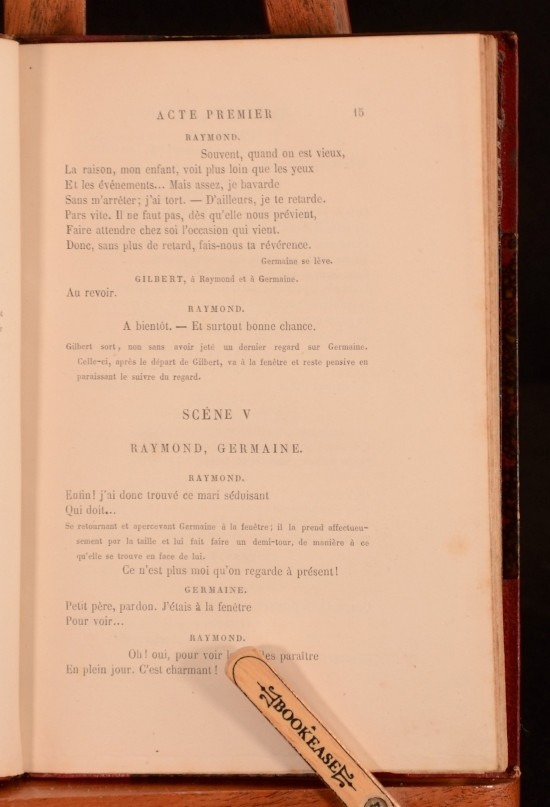 ACTE PREMIER 15
RAYMOND.
Souvent, quand on est vieux,
La raison, mon enfant, voit plus loin que les yeux
Et les événements... Mais assez, je bavarde
Sans m'arrêter; j'ai tort. — D'ailleurs, je te retarde.
Pars vite. Il ne faut pas, dès qu'elle nous prévient,
Faire attendre chez soi l'occasion qui vient.
Donc, sans plus de retard, fais-nous ta révérence.
Germaine se lève.
GILBERT, à Raymond et à Germaine.
Au revoir.
RAYMOND.
A bientôt. — Et surtout bonne chance.
Gilbert sort, non sans avoir jeté un dernier regard sur Germaine.
Celle-ci, après le départ de Gilbert, va à la fenêtre et reste pensive en
paraissant le suivre du regard.
SCÈNE V
RAYMOND, GERMAINE.
RAYMOND.
Enfin! j'ai donc trouvé ce mari séduisant
Qui doit...
Se retournant et apercevant Germaine à la fenêtre; il la prend affectueu-
sement par la taille et lui fait faire un demi-tour, de manière à ce
qu'elle se trouve en face de lui.
Ce n'est plus moi qu'on regarde à présent!
GERMAINE.
Petit père, pardon. J'étais à la fenêtre
Pour voir...
RAYMOND.
Oh! oui, pour voir paraître
En plein jour. C'est charmant!
BOOKEASE